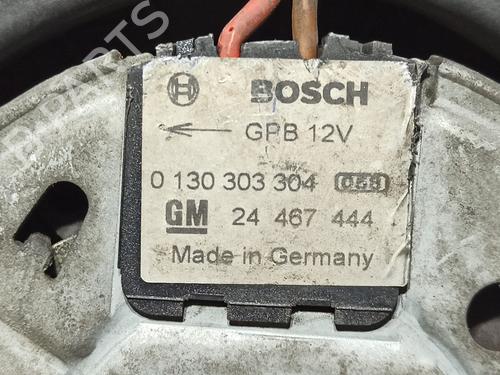 BOSCH
GPB 12V
0 130 303 304
GM 24 467 444
Made in Germany